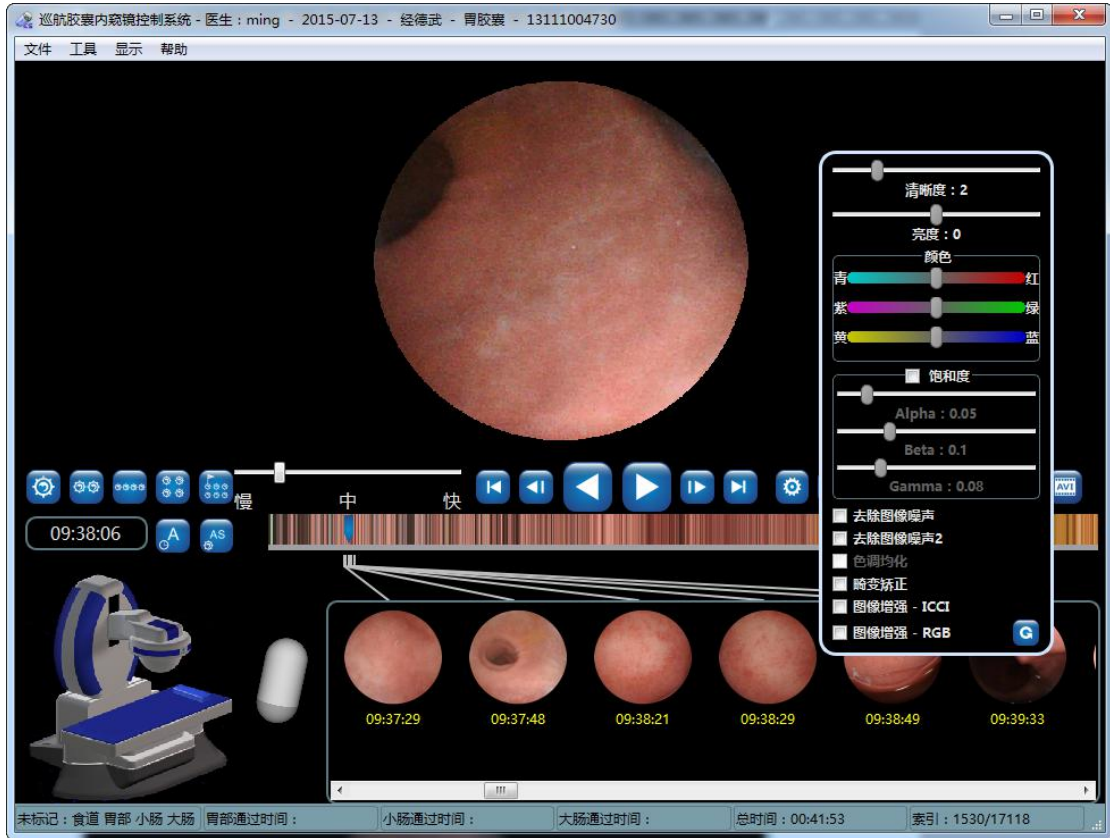 巡航胶囊内窥镜控制系统 - 医生：ming - 2015-07-13 - 经德武 - 胃胶囊 - 13111004730
文件 工具 显示 帮助
清晰度：2
亮度：0
颜色
青 红
紫 绿
黄 蓝
饱和度
Alpha：0.05
Beta：0.1
Gamma：0.08
去除图像噪声
去除图像噪声2
色调均化
畸变矫正
图像增强 - ICCI
图像增强 - RGB
慢 中 快
AVI
09:38:06 A AS
09:37:29 09:37:48 09:38:21 09:38:29 09:38:49 09:39:33
未标记：食道 胃部 小肠 大肠 胃部通过时间： 小肠通过时间： 大肠通过时间： 总时间：00:41:53 索引：1530/17118